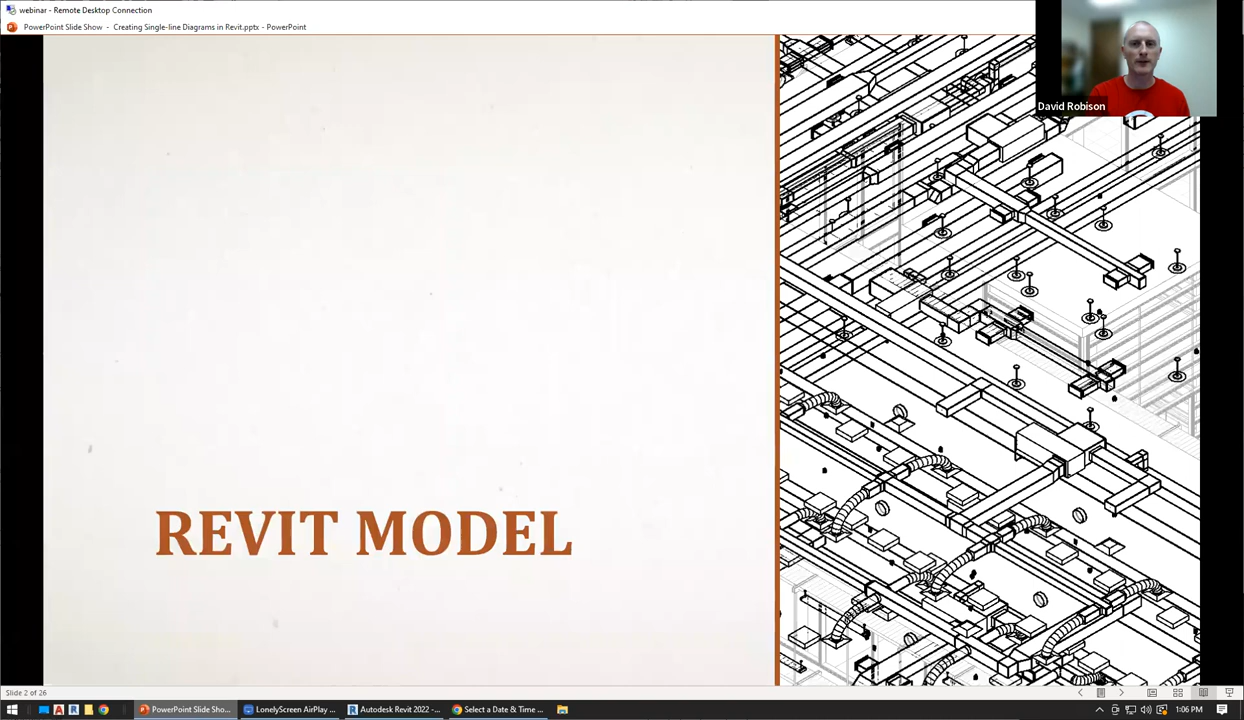 webinar - Remote Desktop Connection
PowerPoint Slide Show - Creating Single-line Diagrams in Revit.pptx - PowerPoint
David Robison
REVIT MODEL
Slide 2 of 26
PowerPoint Slide Sho...
LonelyScreen AirPlay ...
Autodesk Revit 2022 - ...
Select a Date & Time ...
1:06 PM